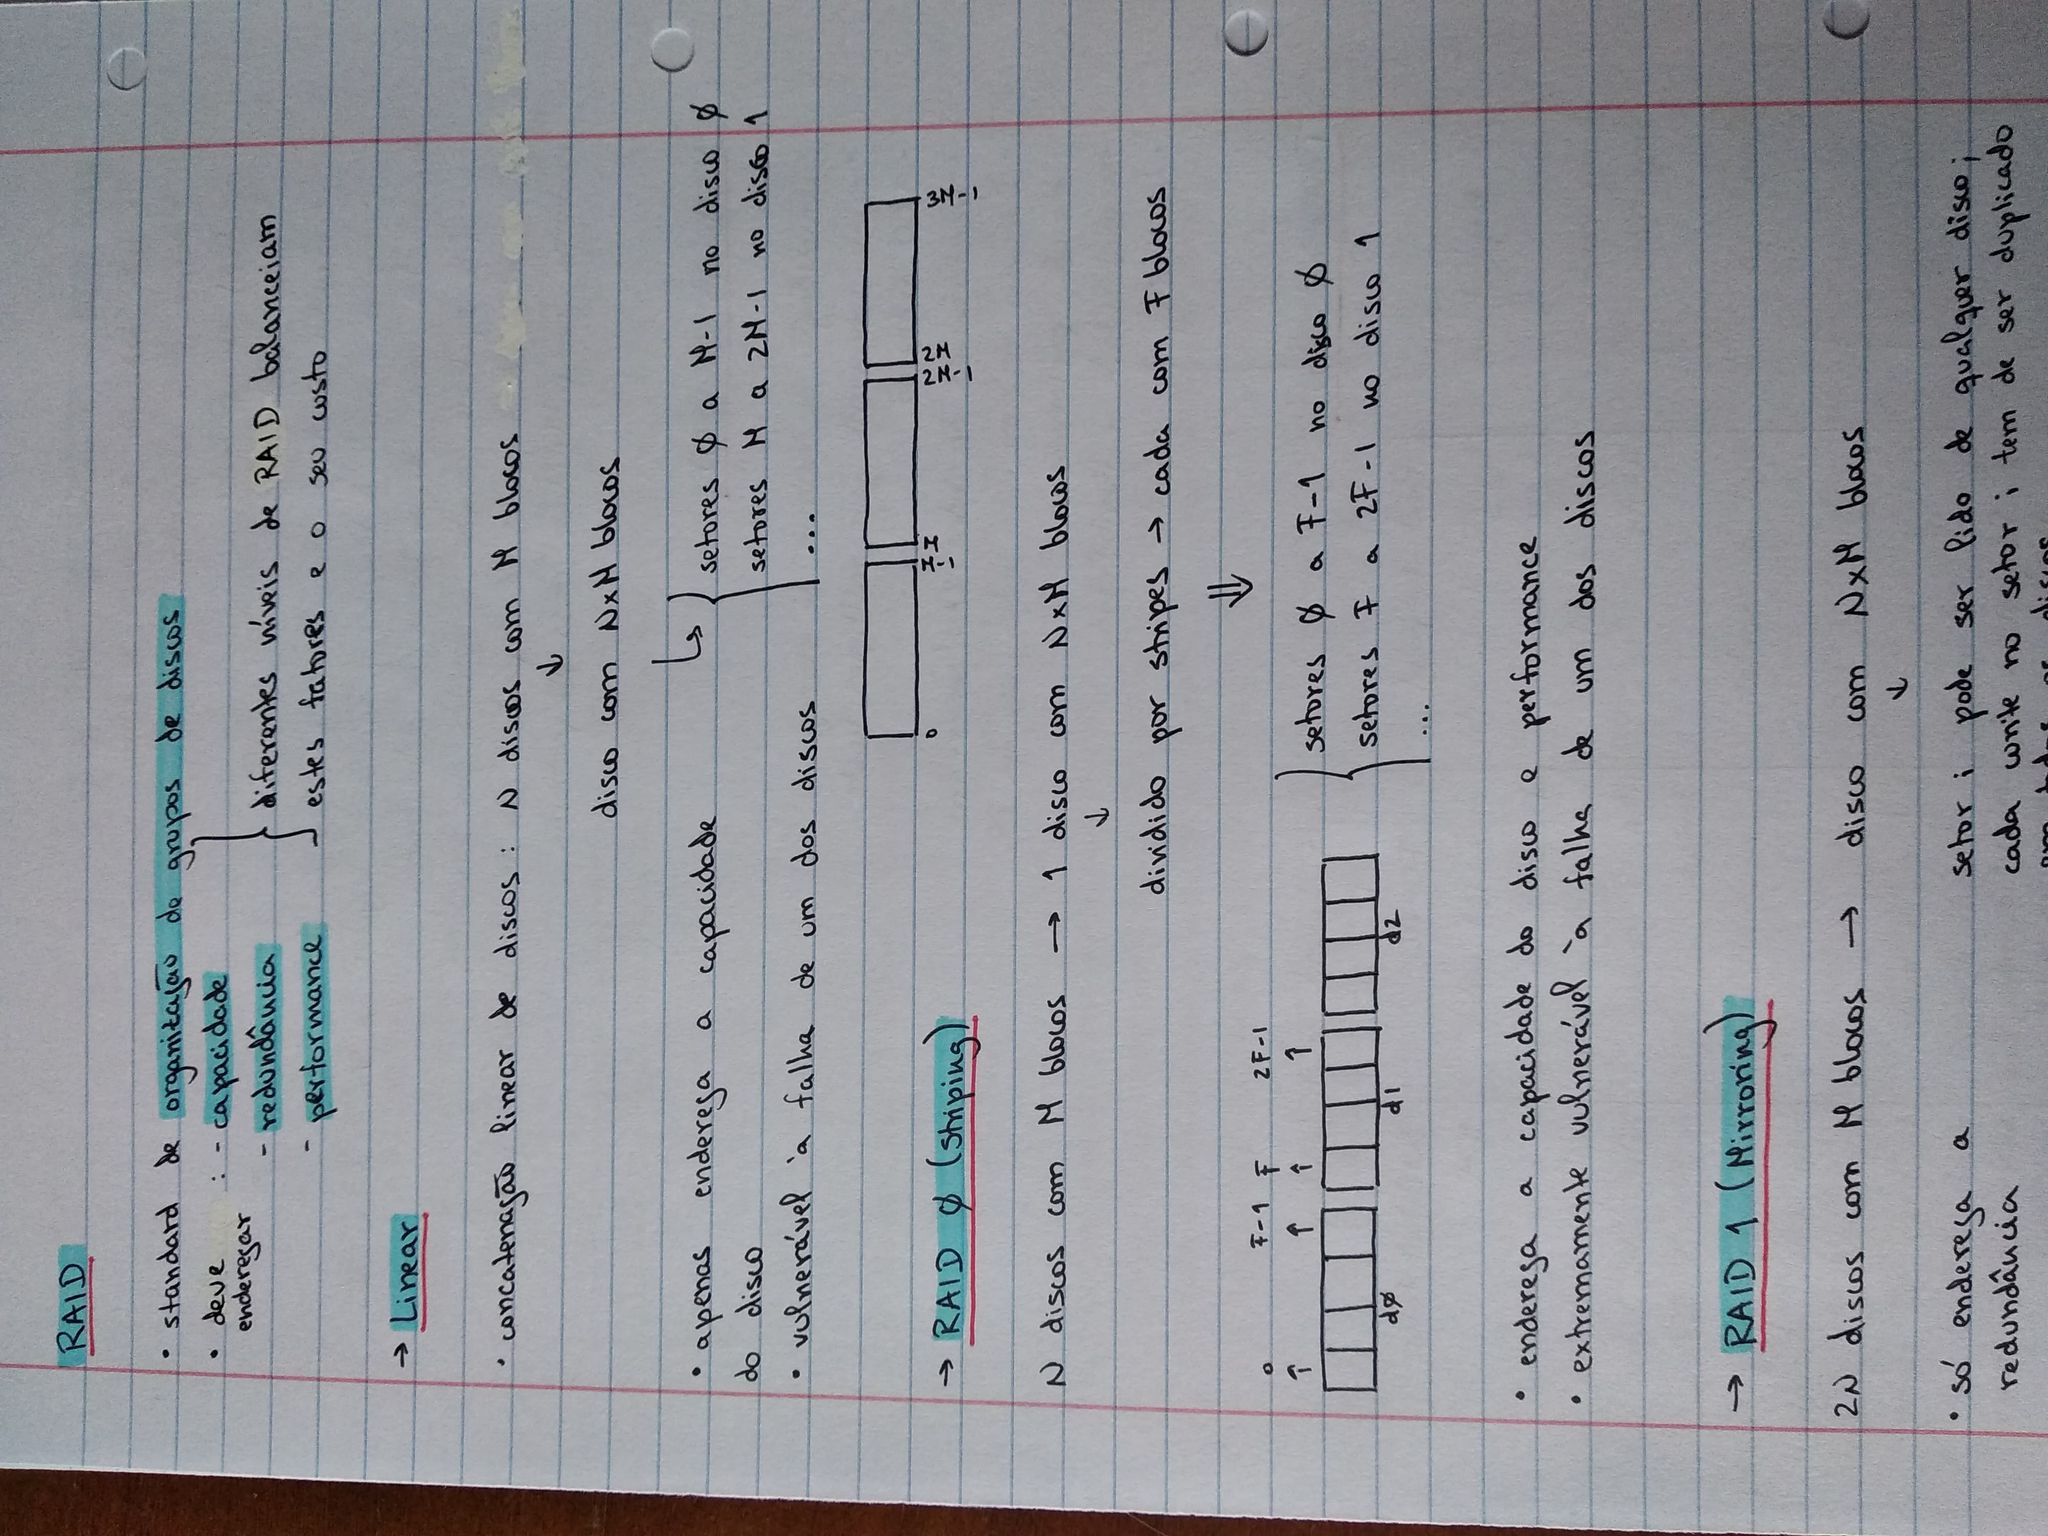 RAID
• standard de organização de grupos de discos
• deve endereçar : - capacidade
- redundância
- performance
diferentes níveis de RAID balanceiam
estes fatores e o seu custo
→ Linear
• concatenação linear de discos : N discos com M blocos
↓
disco com N×M blocos
setores ∅ a M-1 no disco ∅
setores M a 2M-1 no disco 1
...
• apenas endereça a capacidade
do disco
• vulnerável à falha de um dos discos
0 M-1 M 2M-1 2M 3M-1
→ RAID ∅ (Striping)
N discos com M blocos → 1 disco com N×M blocos
↓
dividido por stripes → cada com F blocos
⇓
0 F-1 F 2F-1
d∅ d1 d2
setores ∅ a F-1 no disco ∅
setores F a 2F-1 no disco 1
...
• endereça a capacidade do disco e performance
• extremamente vulnerável à falha de um dos discos
→ RAID 1 (Mirroring)
2N discos com M blocos → disco com N×M blocos
↓
• só endereça a
redundância
setor i pode ser lido de qualquer disco;
cada write no setor i tem de ser duplicado
em todos os discos